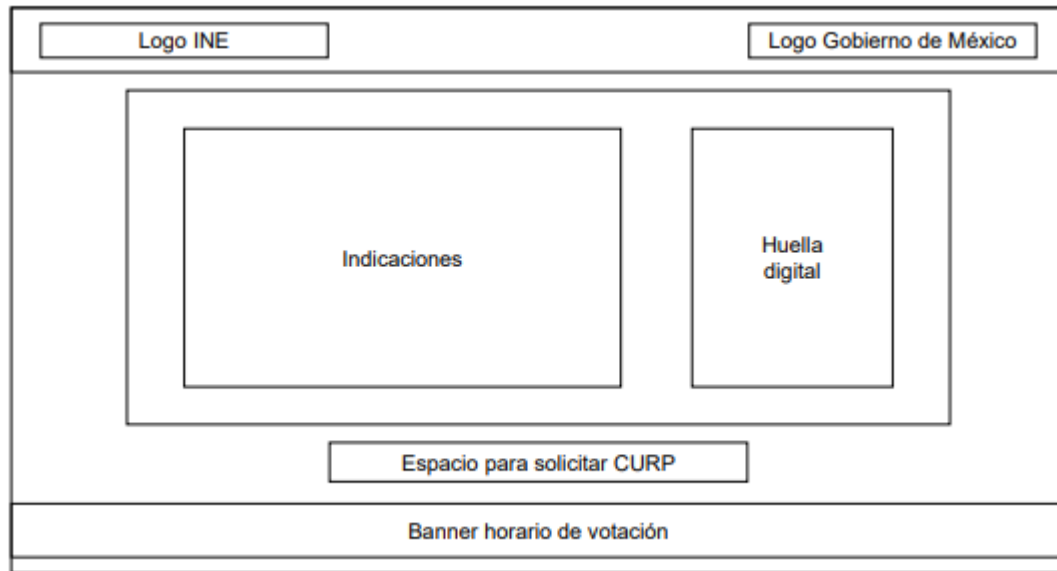 Logo INE
Logo Gobierno de México
Indicaciones
Huella
digital
Espacio para solicitar CURP
Banner horario de votación